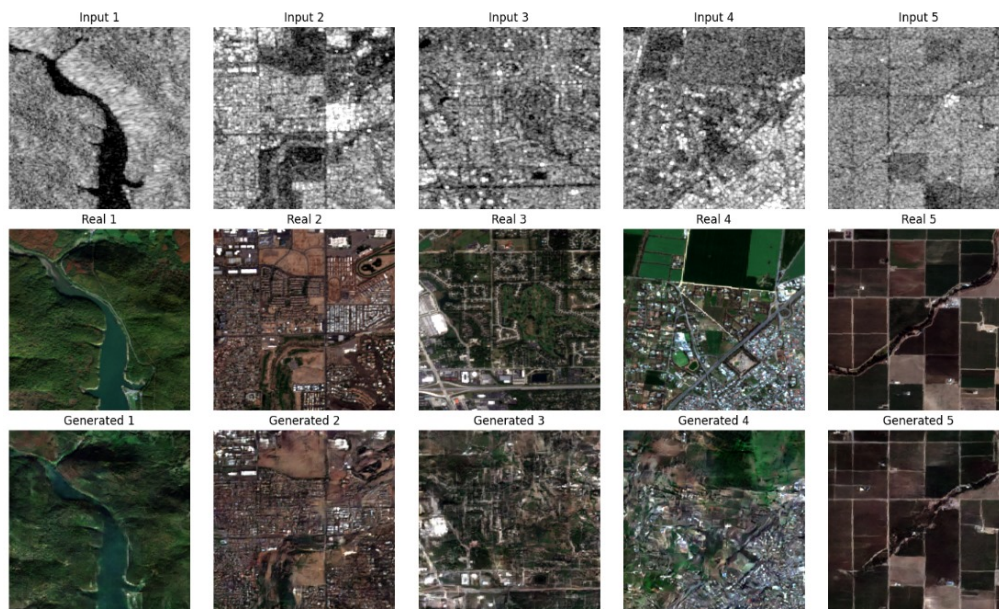 Input 1 Input 2 Input 3 Input 4 Input 5
Real 1 Real 2 Real 3 Real 4 Real 5
Generated 1 Generated 2 Generated 3 Generated 4 Generated 5